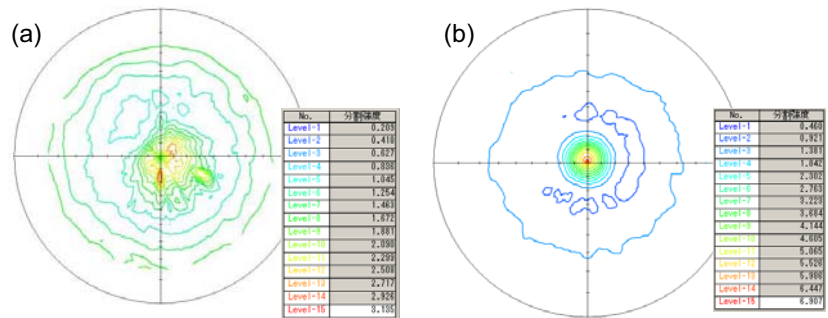 (a)
No. 分割強度
Level-1 0.209
Level-2 0.418
Level-3 0.627
Level-4 0.836
Level-5 1.045
Level-6 1.254
Level-7 1.463
Level-8 1.672
Level-9 1.881
Level-10 2.090
Level-11 2.299
Level-12 2.508
Level-13 2.717
Level-14 2.926
Level-15 3.135
(b)
No. 分割強度
Level-1 0.460
Level-2 0.921
Level-3 1.381
Level-4 1.842
Level-5 2.302
Level-6 2.763
Level-7 3.223
Level-8 3.684
Level-9 4.144
Level-10 4.605
Level-11 5.065
Level-12 5.526
Level-13 5.986
Level-14 6.447
Level-15 6.907